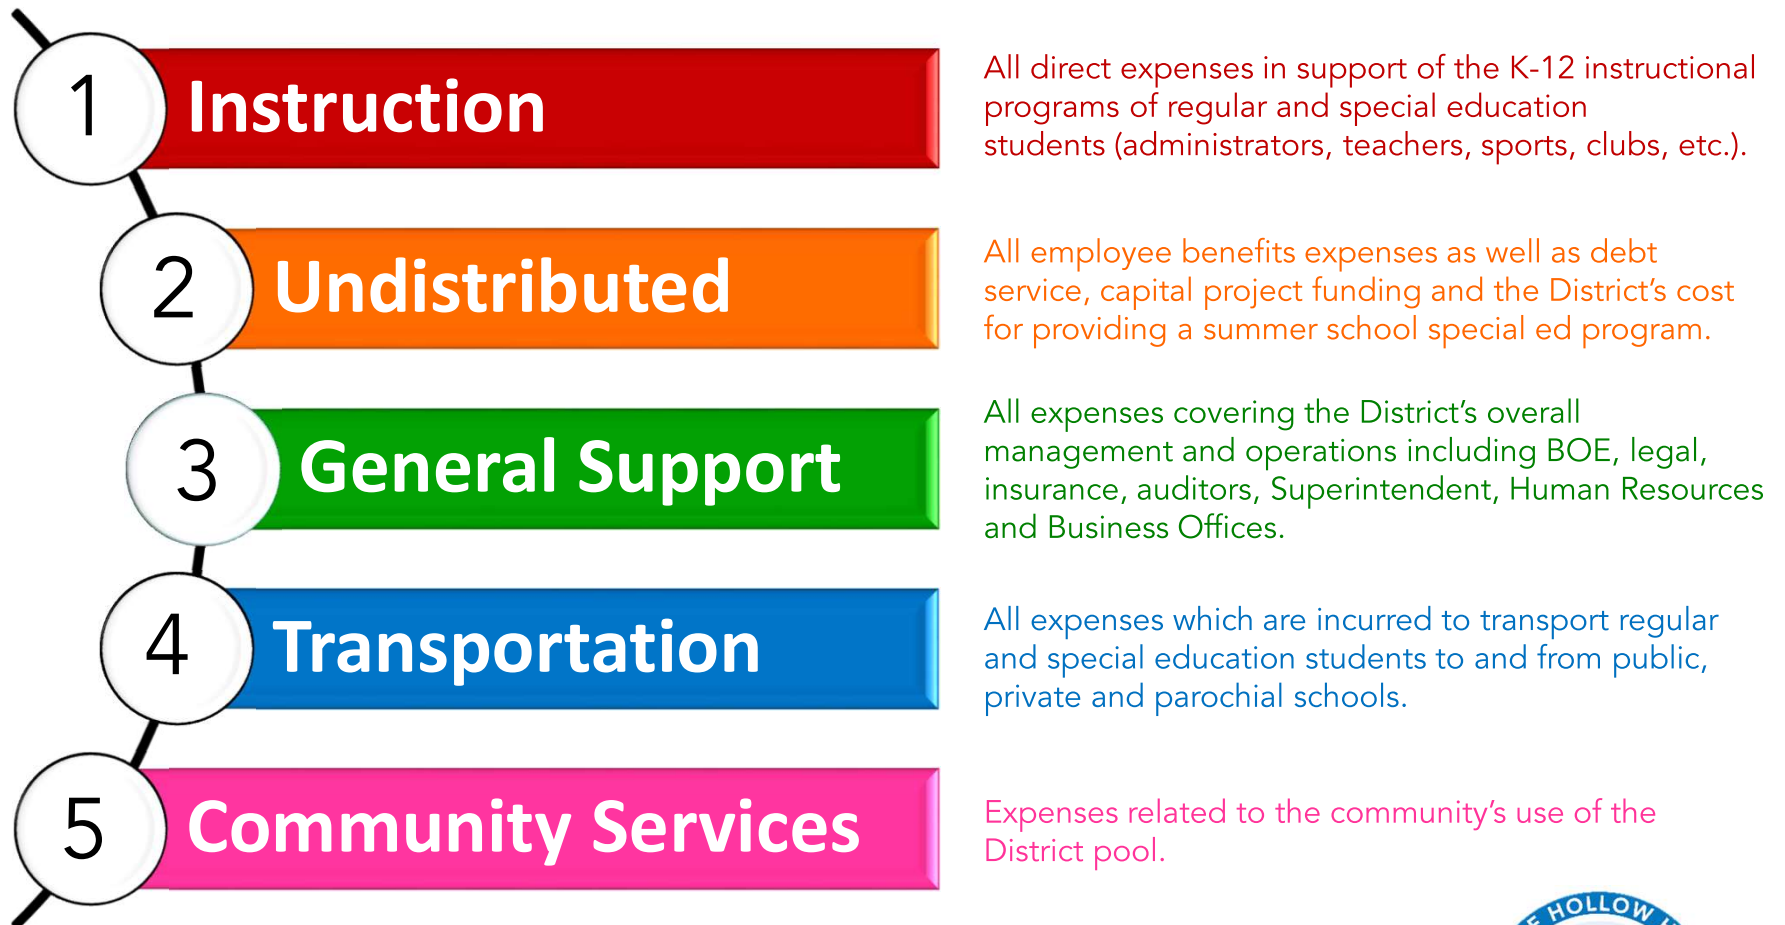 1
Instruction
All direct expenses in support of the K-12 instructional
programs of regular and special education
students (administrators, teachers, sports, clubs, etc.).
2
Undistributed
All employee benefits expenses as well as debt
service, capital project funding and the District’s cost
for providing a summer school special ed program.
3
General Support
All expenses covering the District’s overall
management and operations including BOE, legal,
insurance, auditors, Superintendent, Human Resources
and Business Offices.
4
Transportation
All expenses which are incurred to transport regular
and special education students to and from public,
private and parochial schools.
5
Community Services
Expenses related to the community’s use of the
District pool.
HOLLOW